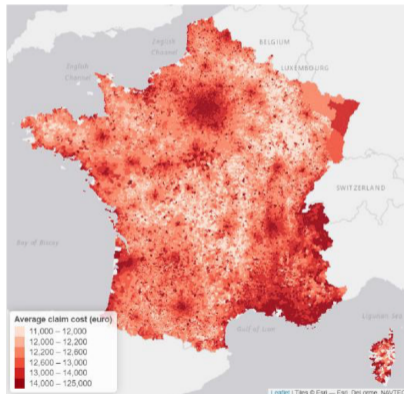 English
Channel
English
Channel
BELGIUM
LUXEMBOURG
SWITZERLAND
Bay of Biscay
Ligurian Sea
Gulf of Lion
Average claim cost (euro)
11,000 – 12,000
12,000 – 12,200
12,200 – 12,600
12,600 – 13,000
13,000 – 14,000
14,000 – 125,000
Leaflet | Tiles © Esri — Esri, DeLorme, NAVTEQ